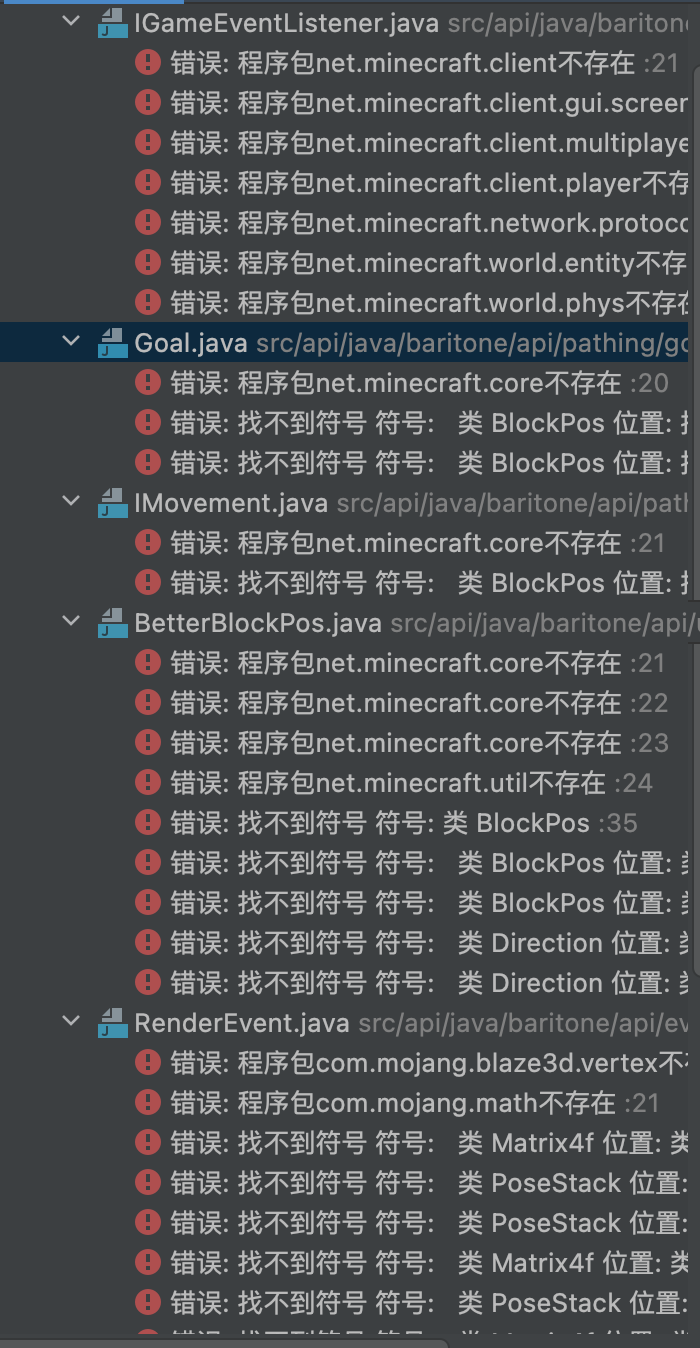 IGameEventListener.java src/api/java/baritone
错误: 程序包net.minecraft.client不存在 :21
错误: 程序包net.minecraft.client.gui.screen
错误: 程序包net.minecraft.client.multiplaye
错误: 程序包net.minecraft.client.player不存
错误: 程序包net.minecraft.network.protoco
错误: 程序包net.minecraft.world.entity不存
错误: 程序包net.minecraft.world.phys不存在
Goal.java src/api/java/baritone/api/pathing/go
错误: 程序包net.minecraft.core不存在 :20
错误: 找不到符号 符号: 类 BlockPos 位置:
错误: 找不到符号 符号: 类 BlockPos 位置:
IMovement.java src/api/java/baritone/api/path
错误: 程序包net.minecraft.core不存在 :21
错误: 找不到符号 符号: 类 BlockPos 位置:
BetterBlockPos.java src/api/java/baritone/api/u
错误: 程序包net.minecraft.core不存在 :21
错误: 程序包net.minecraft.core不存在 :22
错误: 程序包net.minecraft.core不存在 :23
错误: 程序包net.minecraft.util不存在 :24
错误: 找不到符号 符号: 类 BlockPos :35
错误: 找不到符号 符号: 类 BlockPos 位置:
错误: 找不到符号 符号: 类 BlockPos 位置:
错误: 找不到符号 符号: 类 Direction 位置:
错误: 找不到符号 符号: 类 Direction 位置:
RenderEvent.java src/api/java/baritone/api/ev
错误: 程序包com.mojang.blaze3d.vertex不
错误: 程序包com.mojang.math不存在 :21
错误: 找不到符号 符号: 类 Matrix4f 位置: 类
错误: 找不到符号 符号: 类 PoseStack 位置:
错误: 找不到符号 符号: 类 PoseStack 位置:
错误: 找不到符号 符号: 类 Matrix4f 位置: 类
错误: 找不到符号 符号: 类 PoseStack 位置: